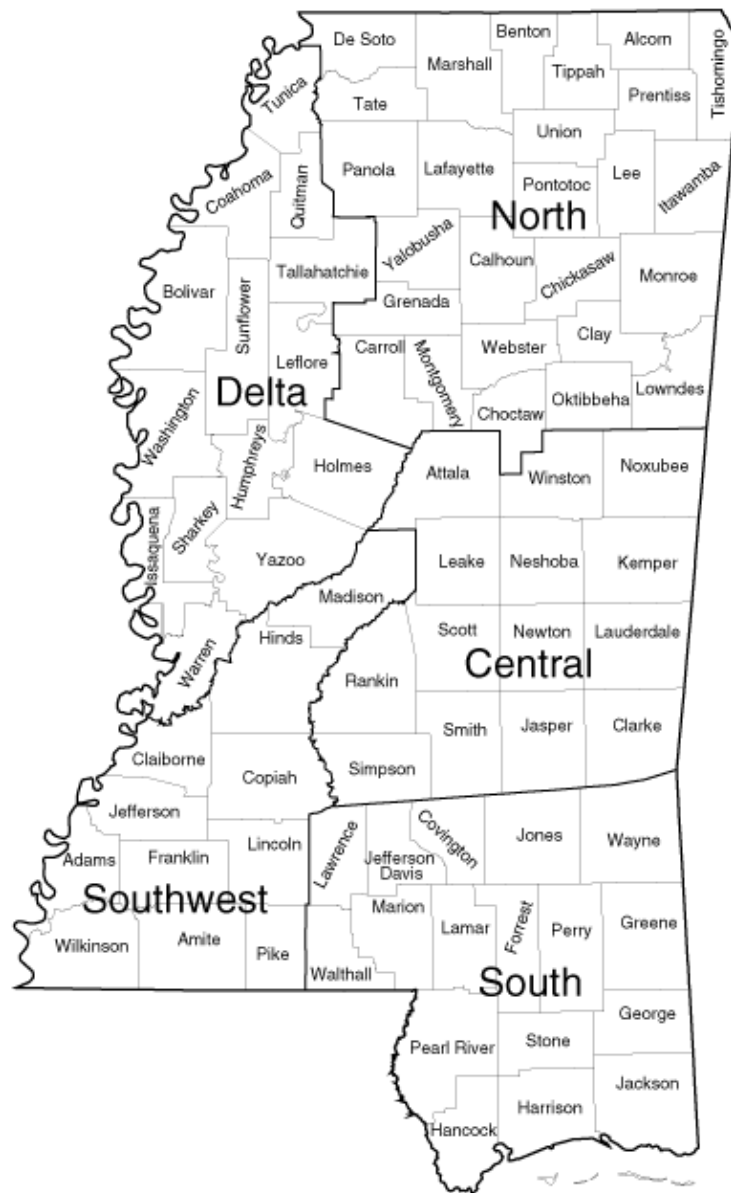 De Soto
Benton
Alcorn
Marshall
Tippah
Tishomingo
Tunica
Tate
Prentiss
Union
Panola
Lafayette
Pontotoc
Lee
Itawamba
Coahoma
Quitman
North
Yalobusha
Calhoun
Chickasaw
Monroe
Tallahatchie
Bolivar
Sunflower
Grenada
Carroll
Montgomery
Webster
Clay
Leflore
Delta
Washington
Choctaw
Oktibbeha
Lowndes
Humphreys
Holmes
Attala
Winston
Noxubee
Issaquena
Sharkey
Yazoo
Leake
Neshoba
Kemper
Madison
Hinds
Scott
Newton
Lauderdale
Warren
Central
Rankin
Smith
Jasper
Clarke
Claiborne
Copiah
Simpson
Jefferson
Lincoln
Lawrence
Covington
Jones
Wayne
Adams
Franklin
Jefferson
Davis
Southwest
Marion
Lamar
Forrest
Perry
Greene
Wilkinson
Amite
Pike
Walthall
South
George
Pearl River
Stone
Jackson
Harrison
Hancock